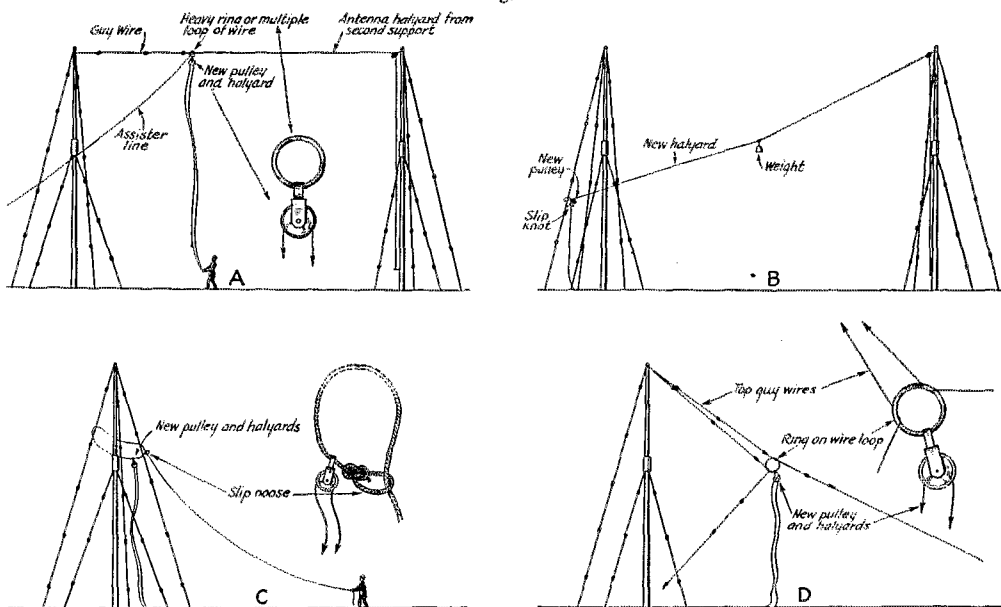 Guy Wire
Heavy ring or multiple
loop of wire
Antenna halyard from
second support
New pulley
and halyard
Assister
line
A
New
pulley
New halyard
Weight
Slip
knot
B
New pulley and halyards
Slip noose
C
Top guy wires
Ring on wire loop
New pulley
and halyards
D